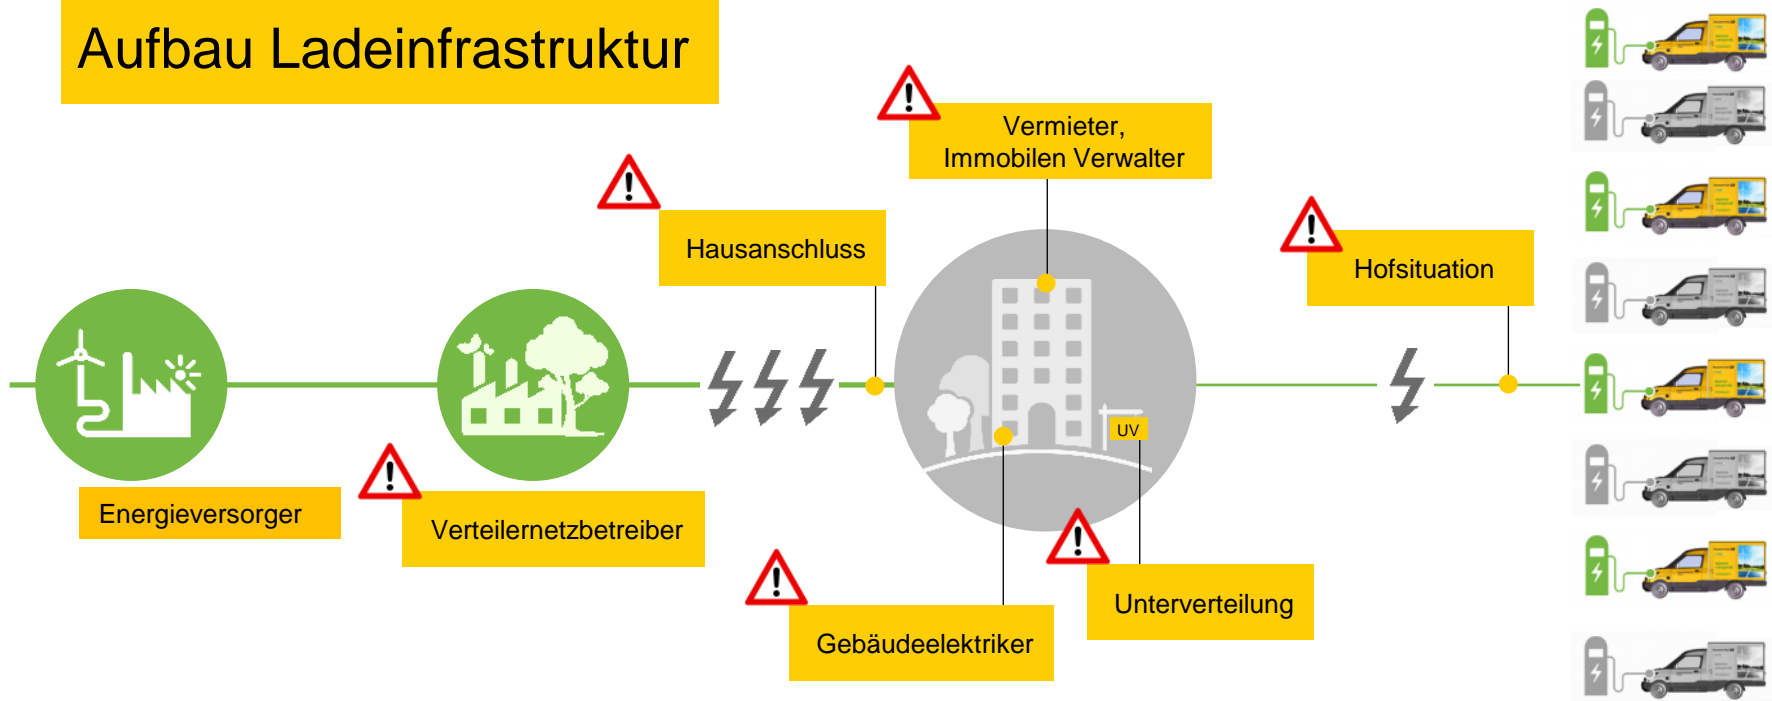 Aufbau Ladeinfrastruktur
Vermieter,
Immobilen Verwalter
Hausanschluss
Hofsituation
UV
Energieversorger
Verteilernetzbetreiber
Unterverteilung
Gebäudeelektriker